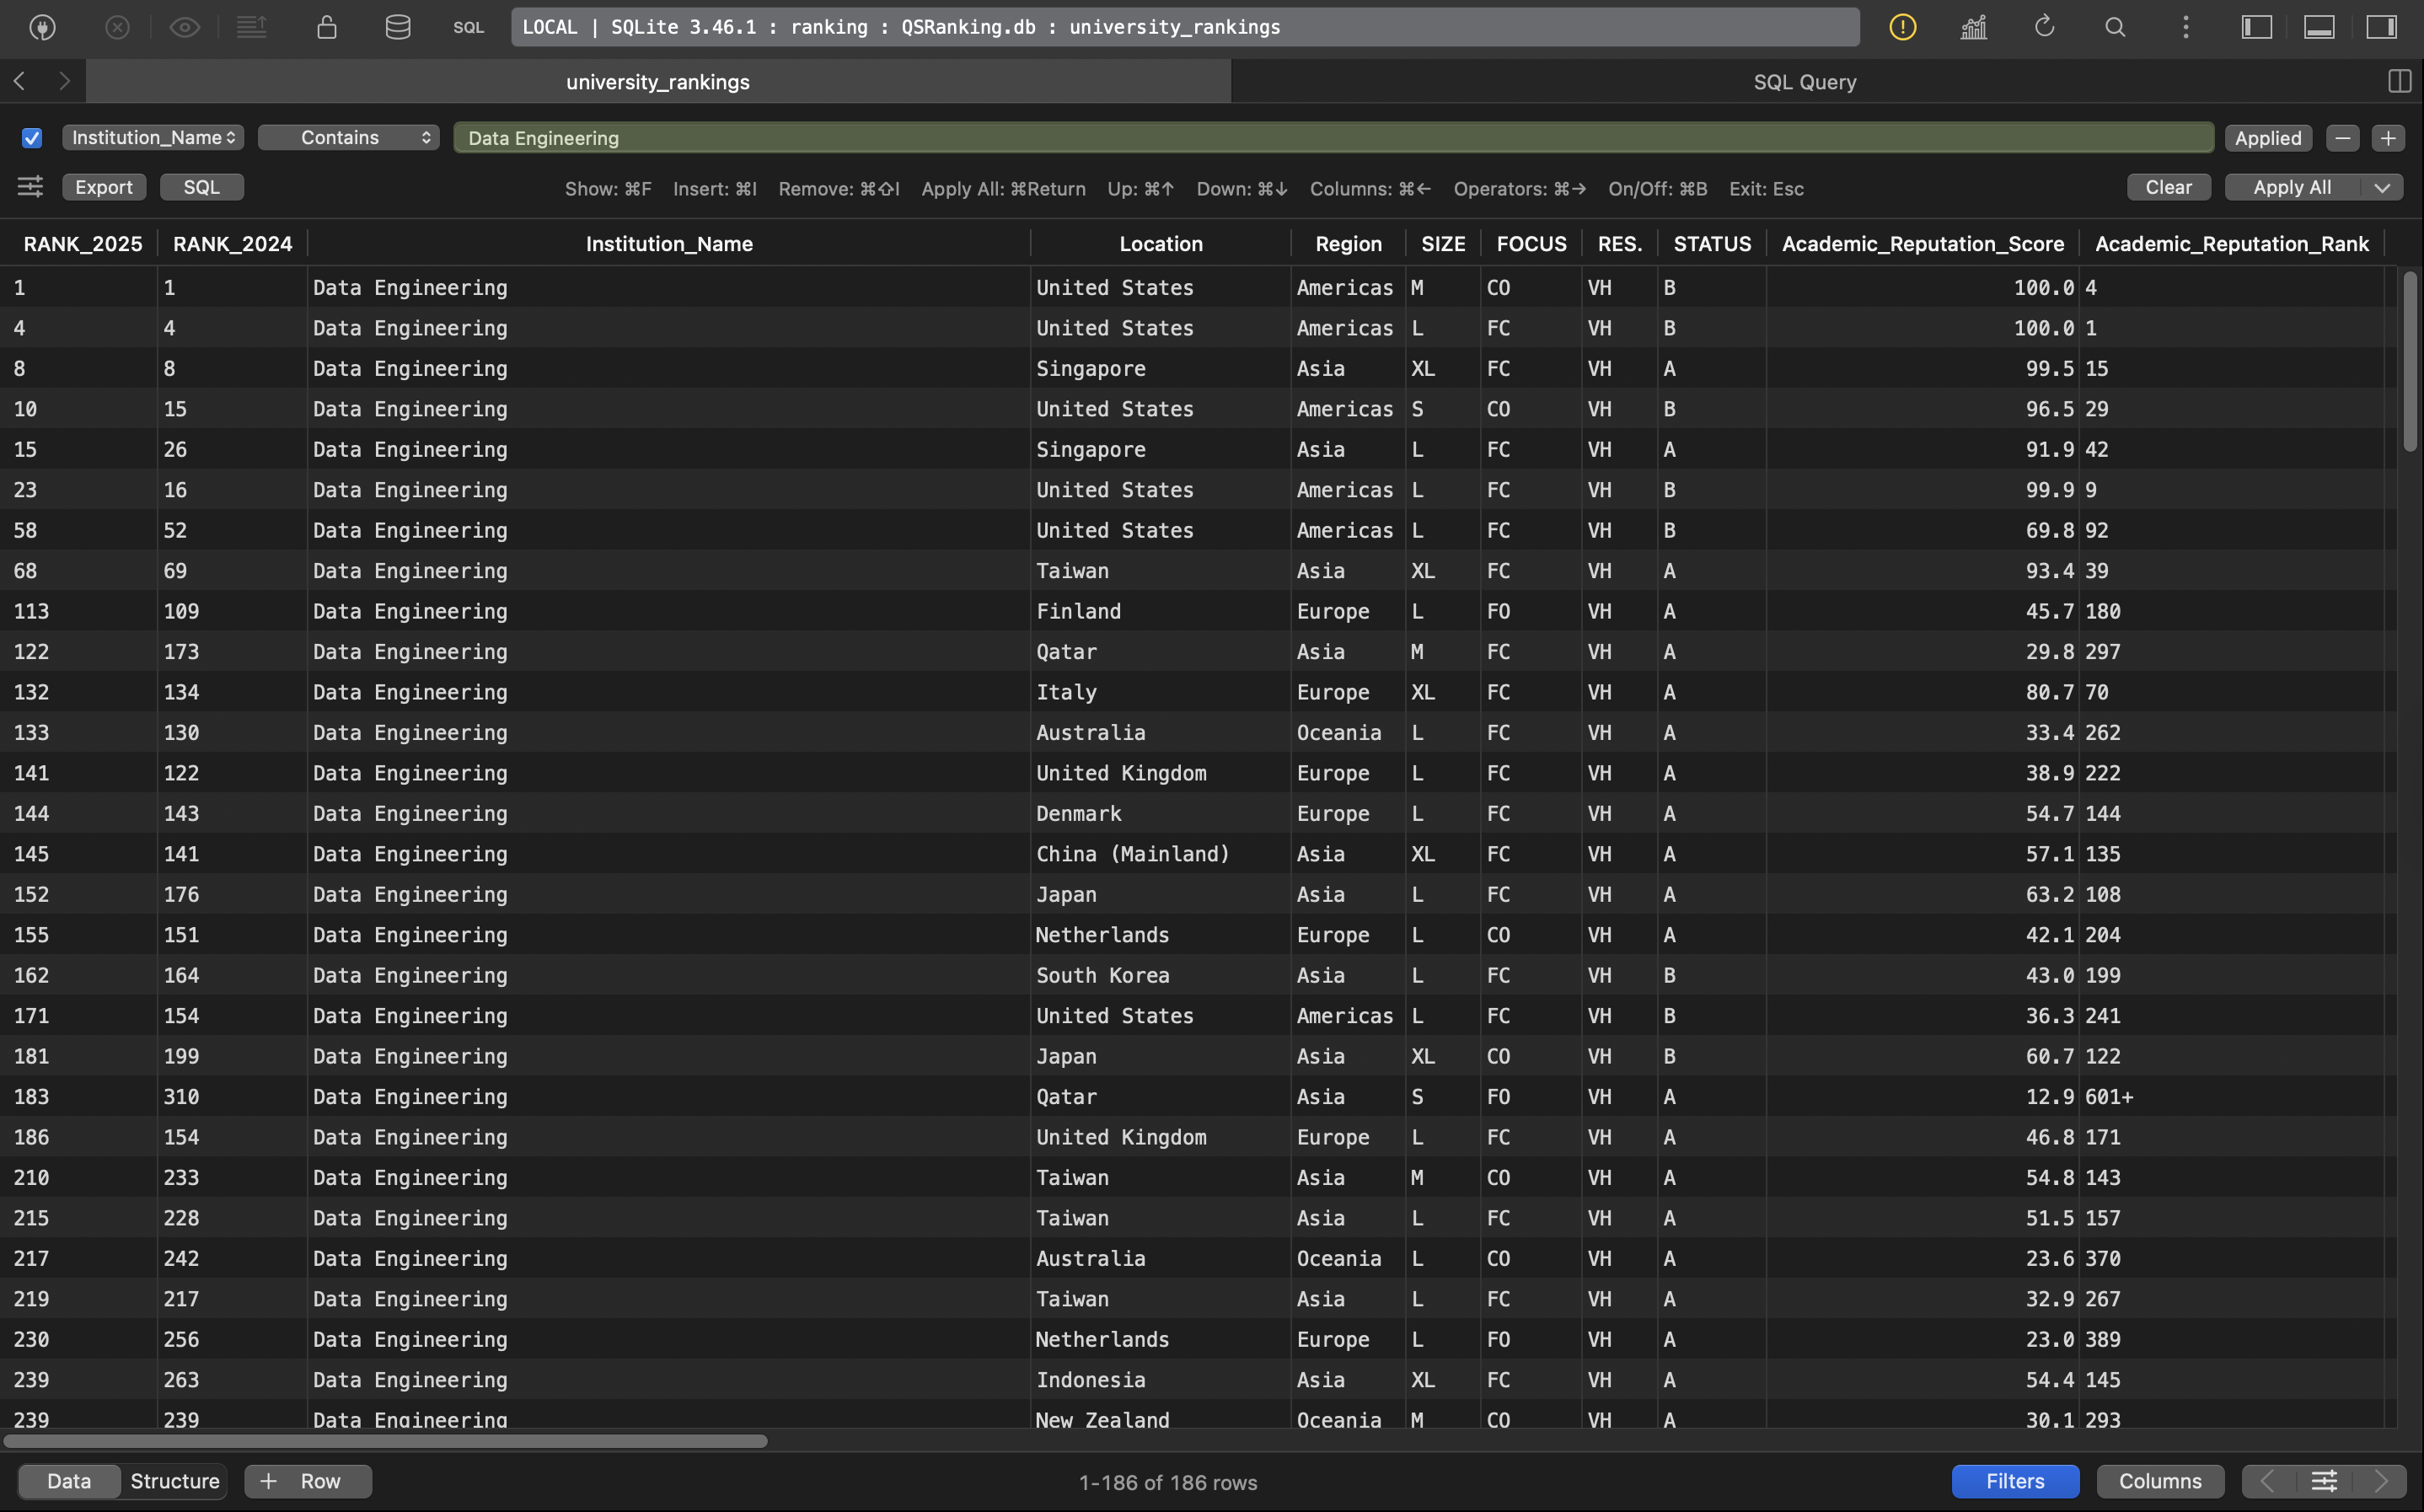 SQL LOCAL | SQLite 3.46.1 : ranking : QSRanking.db : university_rankings
university_rankings SQL Query
Institution_Name Contains Data Engineering Applied
Export SQL Show: ⌘F Insert: ⌘I Remove: ⌘⇧I Apply All: ⌘Return Up: ⌘↑ Down: ⌘↓ Columns: ⌘← Operators: ⌘→ On/Off: ⌘B Exit: Esc Clear Apply All
RANK_2025 RANK_2024 Institution_Name Location Region SIZE FOCUS RES. STATUS Academic_Reputation_Score Academic_Reputation_Rank
1 1 Data Engineering United States Americas M CO VH B 100.0 4
4 4 Data Engineering United States Americas L FC VH B 100.0 1
8 8 Data Engineering Singapore Asia XL FC VH A 99.5 15
10 15 Data Engineering United States Americas S CO VH B 96.5 29
15 26 Data Engineering Singapore Asia L FC VH A 91.9 42
23 16 Data Engineering United States Americas L FC VH B 99.9 9
58 52 Data Engineering United States Americas L FC VH B 69.8 92
68 69 Data Engineering Taiwan Asia XL FC VH A 93.4 39
113 109 Data Engineering Finland Europe L FO VH A 45.7 180
122 173 Data Engineering Qatar Asia M FC VH A 29.8 297
132 134 Data Engineering Italy Europe XL FC VH A 80.7 70
133 130 Data Engineering Australia Oceania L FC VH A 33.4 262
141 122 Data Engineering United Kingdom Europe L FC VH A 38.9 222
144 143 Data Engineering Denmark Europe L FC VH A 54.7 144
145 141 Data Engineering China (Mainland) Asia XL FC VH A 57.1 135
152 176 Data Engineering Japan Asia L FC VH A 63.2 108
155 151 Data Engineering Netherlands Europe L CO VH A 42.1 204
162 164 Data Engineering South Korea Asia L FC VH B 43.0 199
171 154 Data Engineering United States Americas L FC VH B 36.3 241
181 199 Data Engineering Japan Asia XL CO VH B 60.7 122
183 310 Data Engineering Qatar Asia S FO VH A 12.9 601+
186 154 Data Engineering United Kingdom Europe L FC VH A 46.8 171
210 233 Data Engineering Taiwan Asia M CO VH A 54.8 143
215 228 Data Engineering Taiwan Asia L FC VH A 51.5 157
217 242 Data Engineering Australia Oceania L CO VH A 23.6 370
219 217 Data Engineering Taiwan Asia L FC VH A 32.9 267
230 256 Data Engineering Netherlands Europe L FO VH A 23.0 389
239 263 Data Engineering Indonesia Asia XL FC VH A 54.4 145
239 239 Data Engineering New Zealand Oceania M CO VH A 30.1 293
Data Structure + Row 1-186 of 186 rows Filters Columns